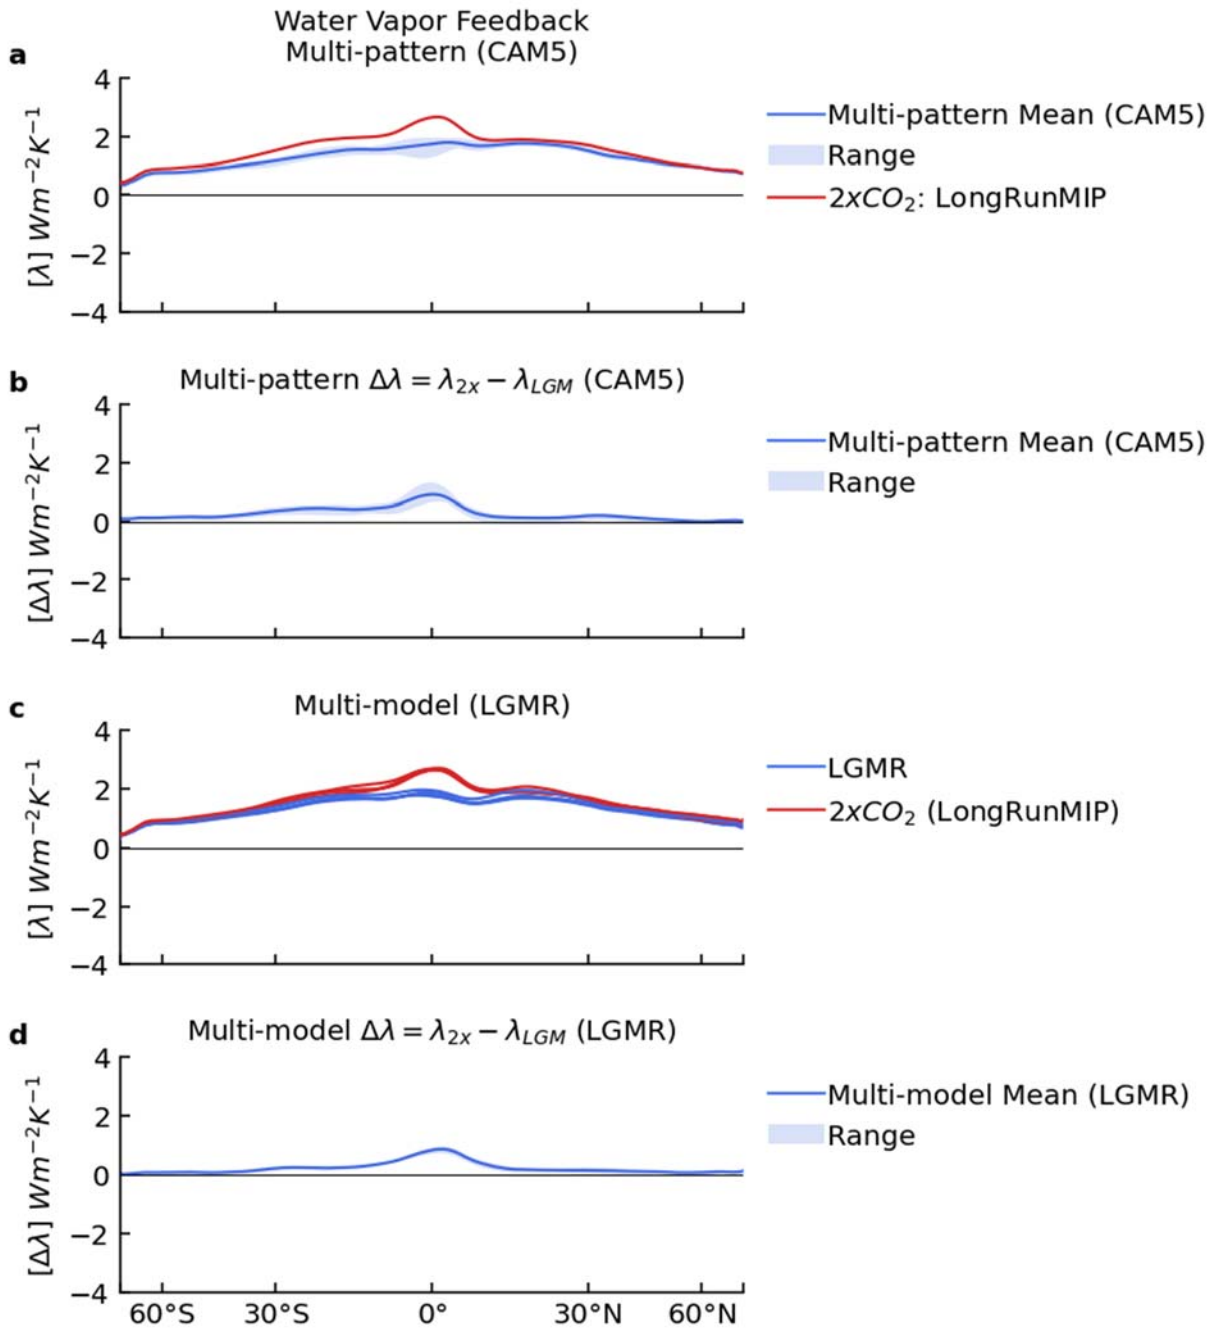 Water Vapor Feedback
a Multi-pattern (CAM5)
4
2
0
−2
−4
[λ] Wm⁻²K⁻¹
Multi-pattern Mean (CAM5)
Range
2xCO₂: LongRunMIP
b Multi-pattern Δλ = λ₂ₓ − λ_LGM (CAM5)
4
2
0
−2
−4
[Δλ] Wm⁻²K⁻¹
Multi-pattern Mean (CAM5)
Range
c Multi-model (LGMR)
4
2
0
−2
−4
[λ] Wm⁻²K⁻¹
LGMR
2xCO₂ (LongRunMIP)
d Multi-model Δλ = λ₂ₓ − λ_LGM (LGMR)
4
2
0
−2
−4
[Δλ] Wm⁻²K⁻¹
Multi-model Mean (LGMR)
Range
60°S 30°S 0° 30°N 60°N